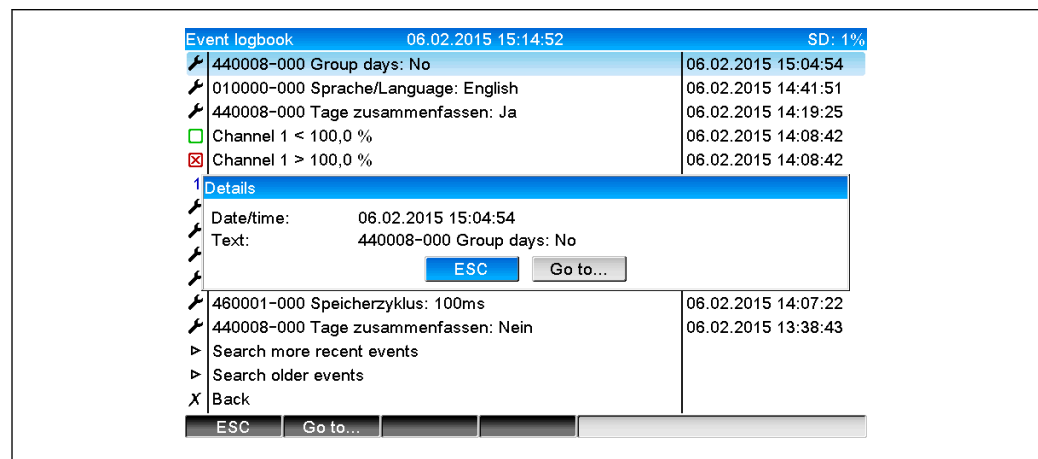 Event logbook 06.02.2015 15:14:52 SD: 1%
440008-000 Group days: No 06.02.2015 15:04:54
010000-000 Sprache/Language: English 06.02.2015 14:41:51
440008-000 Tage zusammenfassen: Ja 06.02.2015 14:19:25
Channel 1 < 100,0 % 06.02.2015 14:08:42
Channel 1 > 100,0 % 06.02.2015 14:08:42
1
Details
Date/time: 06.02.2015 15:04:54
Text: 440008-000 Group days: No
ESC Go to...
460001-000 Speicherzyklus: 100ms 06.02.2015 14:07:22
440008-000 Tage zusammenfassen: Nein 06.02.2015 13:38:43
Search more recent events
Search older events
X Back
ESC Go to...